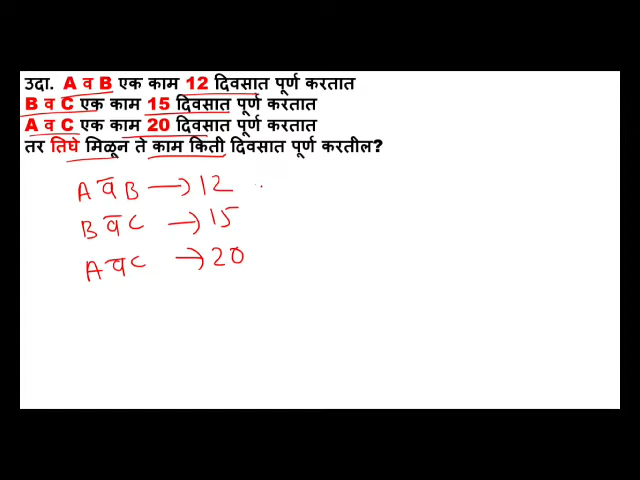 उदा. A व B एक काम 12 दिवसात पूर्ण करतात
B व C एक काम 15 दिवसात पूर्ण करतात
A व C एक काम 20 दिवसात पूर्ण करतात
तर तिघे मिळून ते काम किती दिवसात पूर्ण करतील?
A व B → 12
B व C → 15
A व C → 20